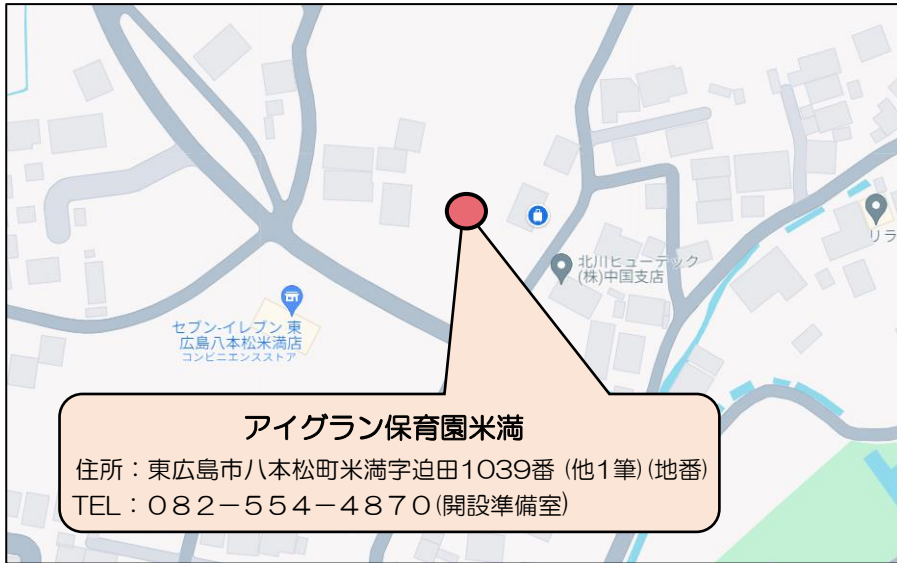 リラ
北川ヒューテック
(株)中国支店
セブン-イレブン 東
広島八本松米満店
コンビニエンスストア
アイグラン保育園米満
住所：東広島市八本松町米満字迫田1039番 (他1筆)(地番)
TEL：０８２－５５４－４８７０(開設準備室)